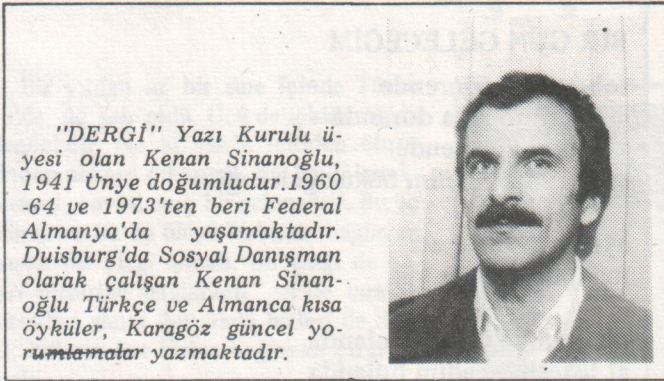 "DERGİ" Yazı Kurulu ü-
yesi olan Kenan Sinanoğlu,
1941 Ünye doğumludur.1960
-64 ve 1973'ten beri Federal
Almanya'da yaşamaktadır.
Duisburg'da Sosyal Danışman
olarak çalışan Kenan Sinan-
oğlu Türkçe ve Almanca kısa
öyküler, Karagöz güncel yo-
rumlamalar yazmaktadır.